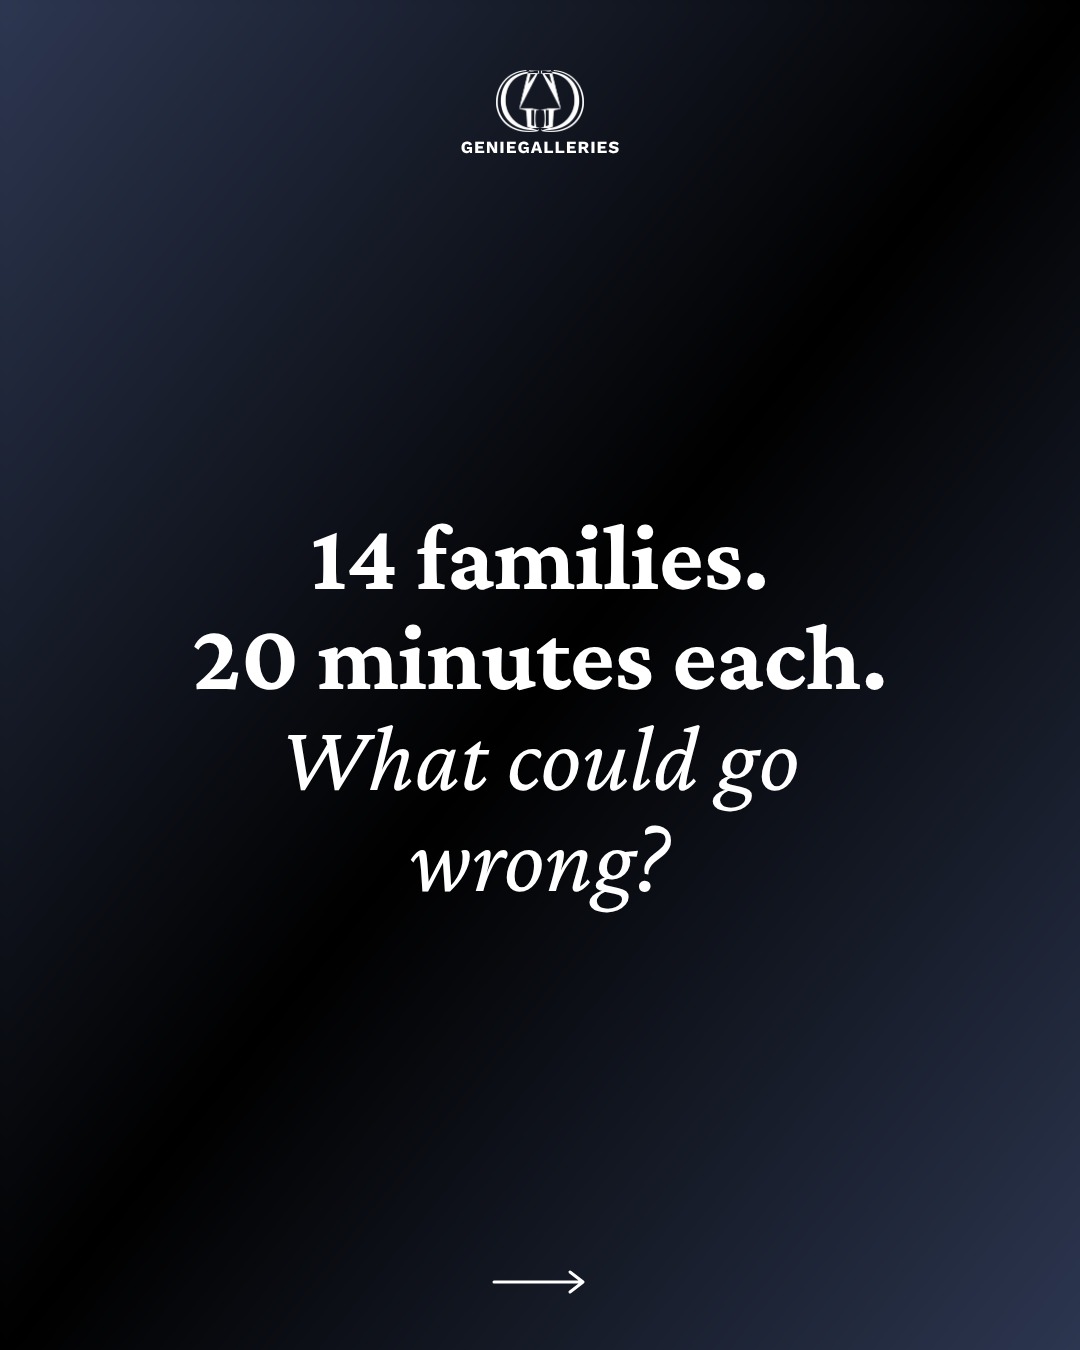 GENIEGALLERIES
14 families.
20 minutes each.
What could go
wrong?